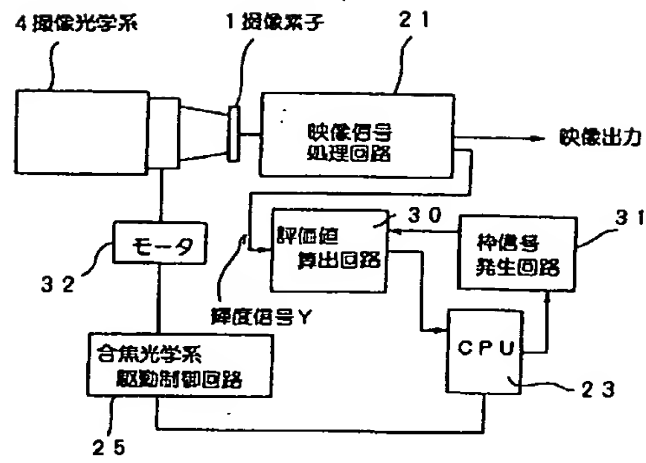 4撮像光学系
1撮像素子
21
映像信号
処理回路
映像出力
30
評価値
算出回路
枠信号
発生回路
31
モータ
32
輝度信号Y
CPU
23
合焦光学系
駆動制御回路
25